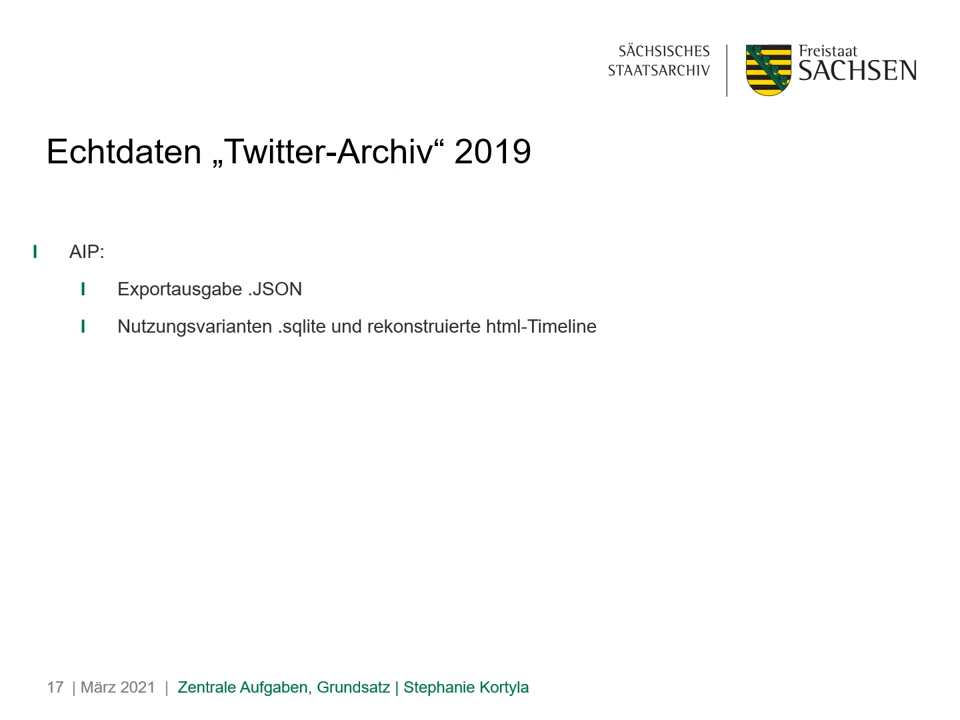 SÄCHSISCHES
STAATSARCHIV
Freistaat
SACHSEN
Echtdaten „Twitter-Archiv“ 2019
I AIP:
I Exportausgabe .JSON
I Nutzungsvarianten .sqlite und rekonstruierte html-Timeline
17 | März 2021 | Zentrale Aufgaben, Grundsatz | Stephanie Kortyla